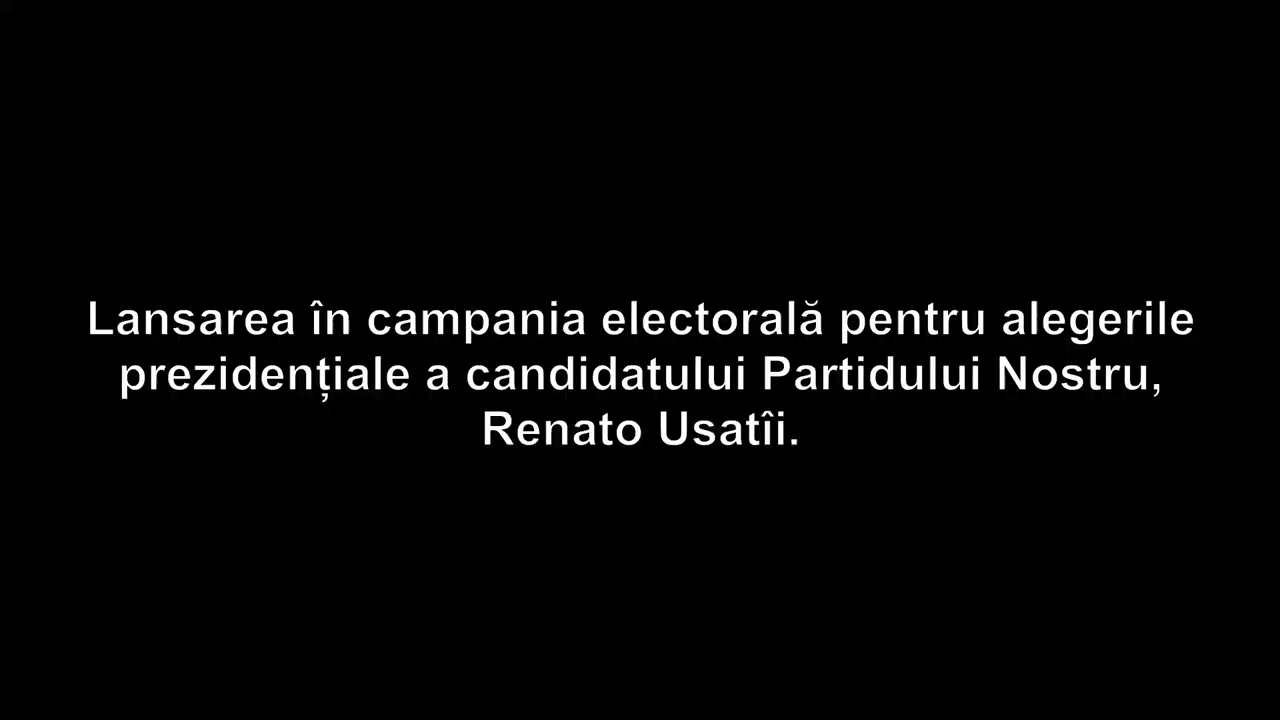 Lansarea în campania electorală pentru alegerile
prezidențiale a candidatului Partidului Nostru,
Renato Usatîi.